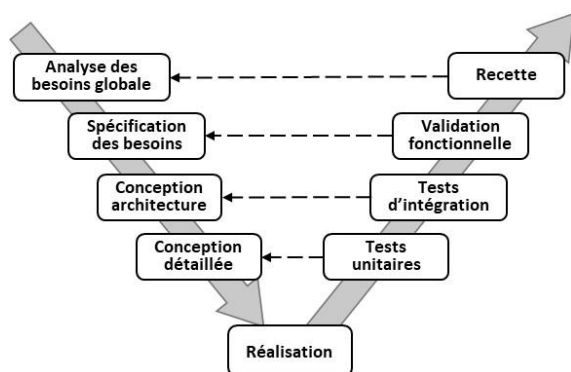 Analyse des
besoins globale
Recette
Spécification
des besoins
Validation
fonctionnelle
Conception
architecture
Tests
d'intégration
Conception
détaillée
Tests
unitaires
Réalisation